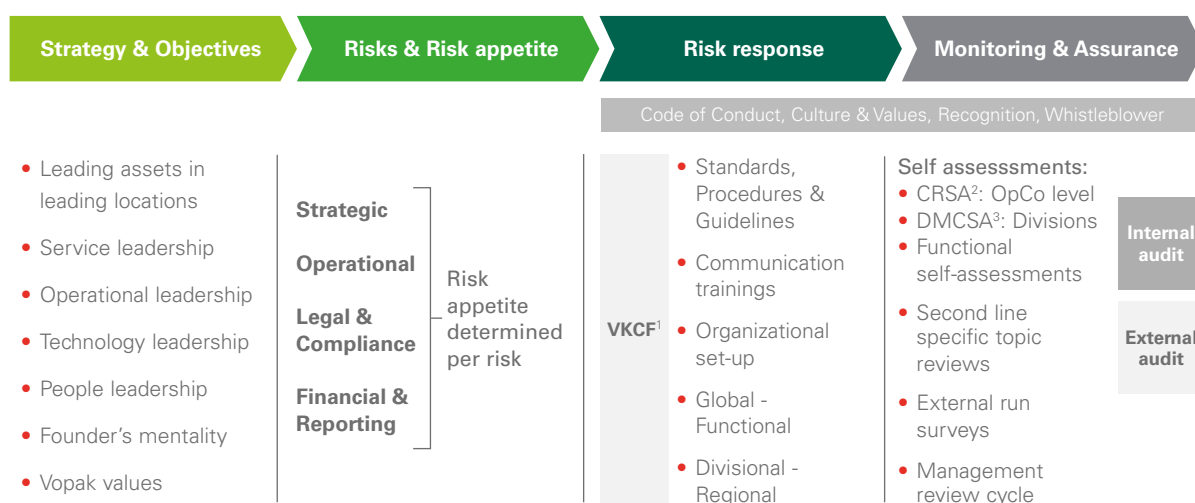 Strategy & Objectives
Risks & Risk appetite
Risk response
Monitoring & Assurance
Code of Conduct, Culture & Values, Recognition, Whistleblower
• Leading assets in
leading locations
• Service leadership
• Operational leadership
• Technology leadership
• People leadership
• Founder's mentality
• Vopak values
Strategic
Operational
Legal &
Compliance
Financial &
Reporting
Risk
appetite
determined
per risk
VKCF¹
• Standards,
Procedures &
Guidelines
• Communication
trainings
• Organizational
set-up
• Global -
Functional
• Divisional -
Regional
Self assesssments:
• CRSA²: OpCo level
• DMCSA³: Divisions
• Functional
self-assessments
• Second line
specific topic
reviews
• External run
surveys
• Management
review cycle
Internal
audit
External
audit